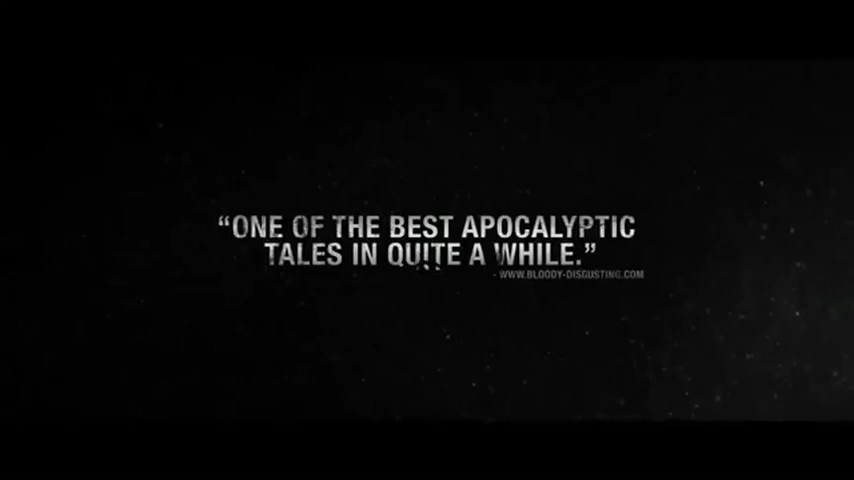 “ONE OF THE BEST APOCALYPTIC
TALES IN QUITE A WHILE.”
- WWW.BLOODY-DISGUSTING.COM